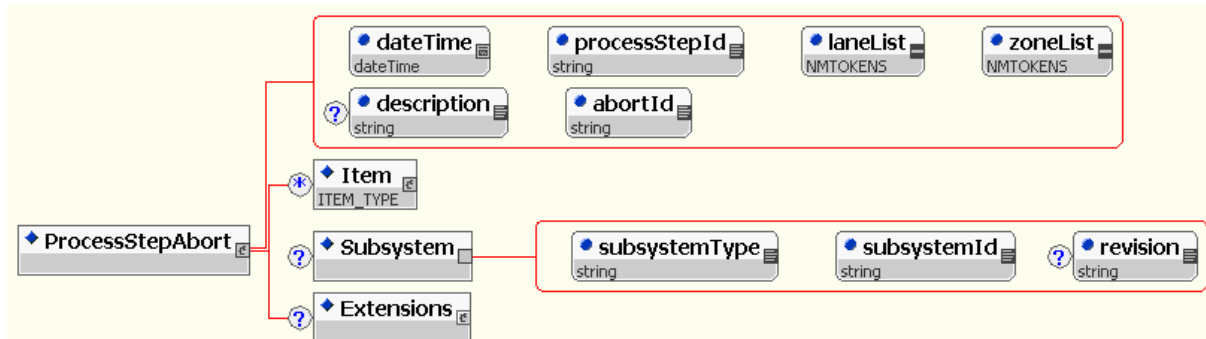 dateTime processStepId laneList zoneList
dateTime string NMTOKENS NMTOKENS
? description abortId
string string
* Item
ITEM_TYPE
ProcessStepAbort
? Subsystem subsystemType subsystemId ? revision
string string string
? Extensions